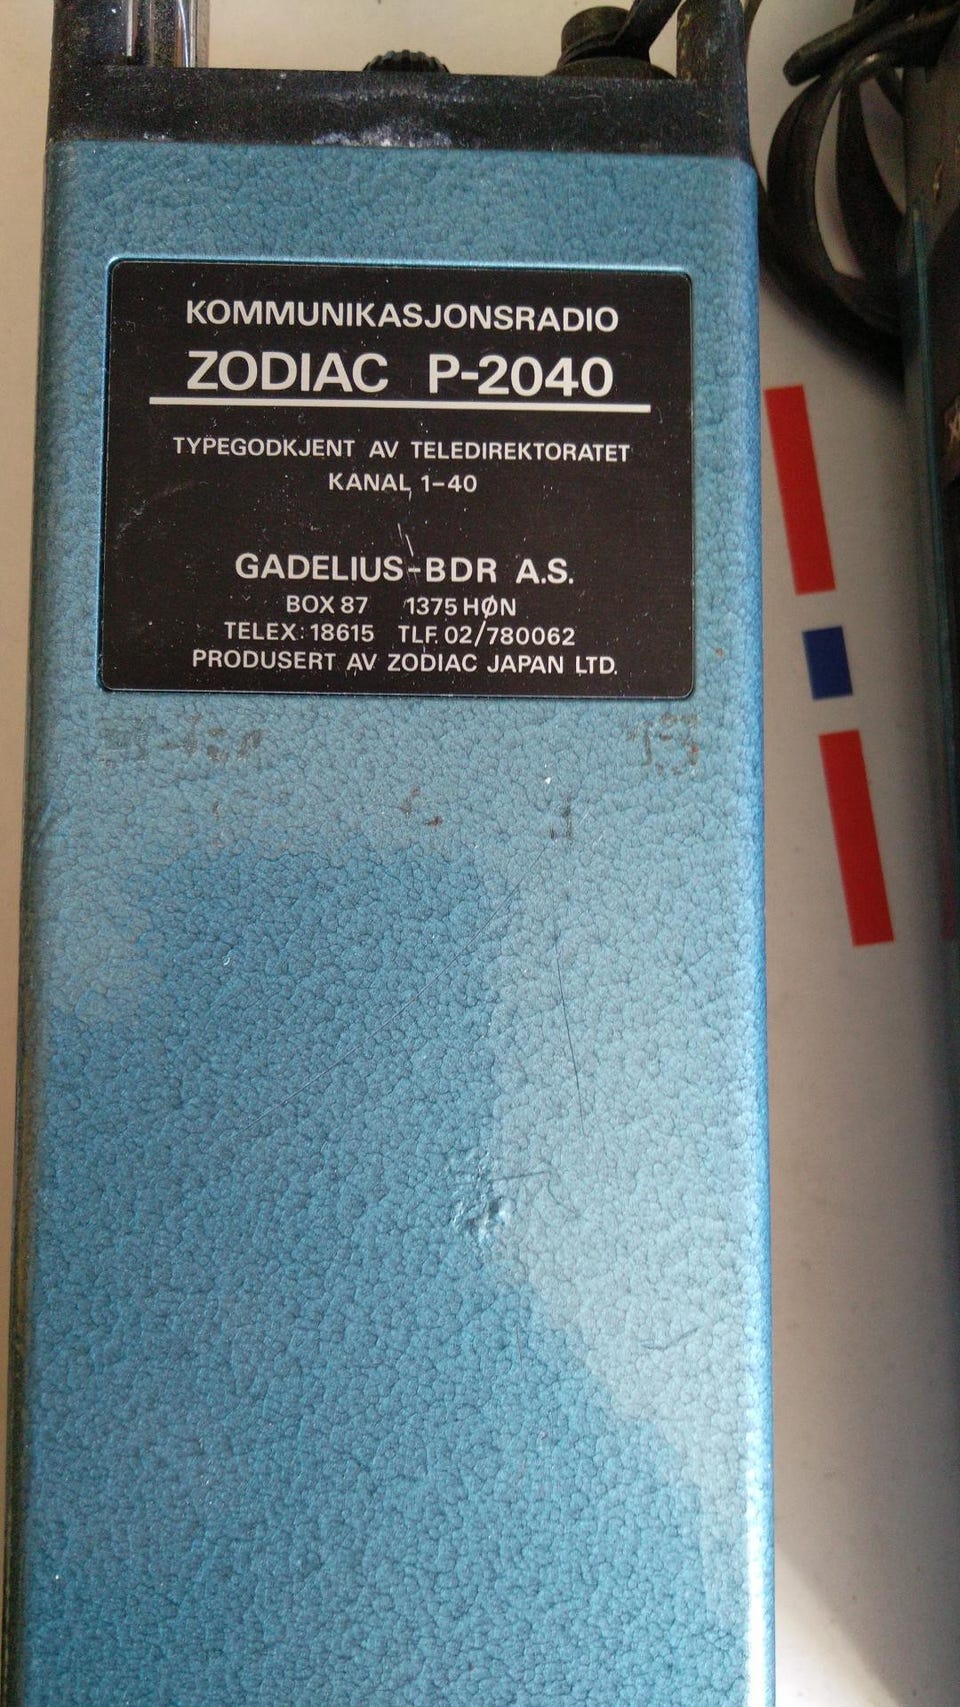 KOMMUNIKASJONSRADIO
ZODIAC P-2040
TYPEGODKJENT AV TELEDIREKTORATET
KANAL 1-40
GADELIUS-BDR A.S.
BOX 87 1375 HØN
TELEX: 18615 TLF. 02/780062
PRODUSERT AV ZODIAC JAPAN LTD.